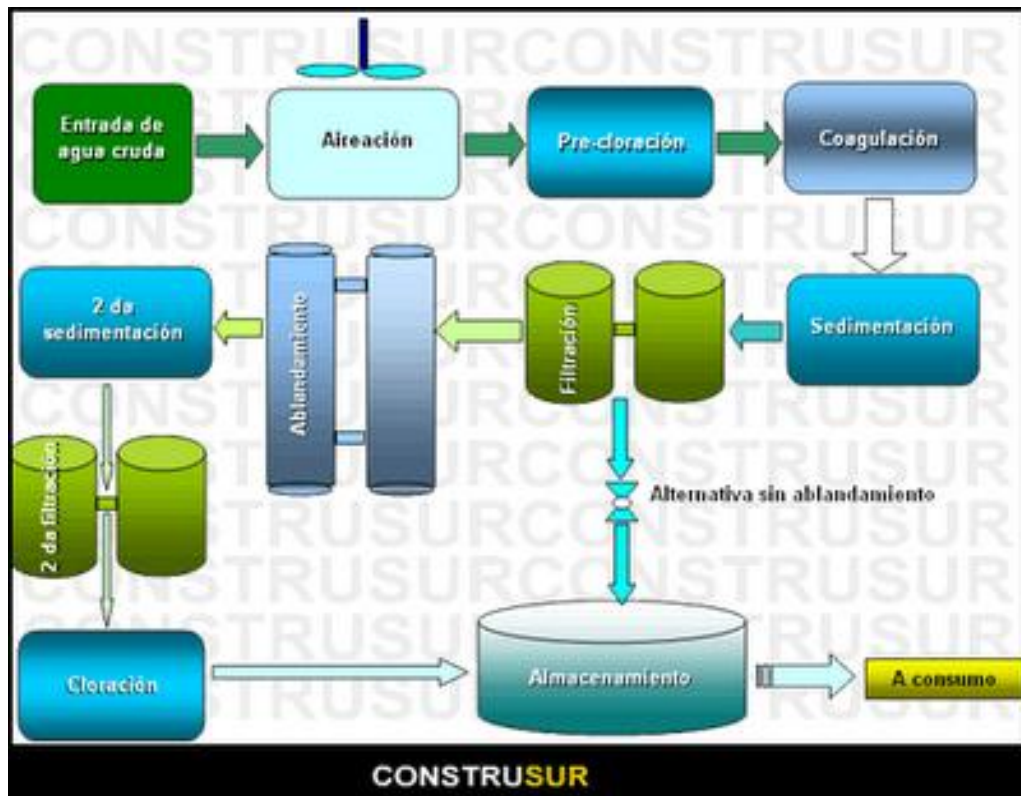 Entrada de
agua cruda
Aireación
Pre-cloración
Coagulación
2 da
sedimentación
Ablandamiento
Filtración
Sedimentación
2 da filtración
Alternativa sin ablandamiento
Cloración
Almacenamiento
A consumo
CONSTRUSUR